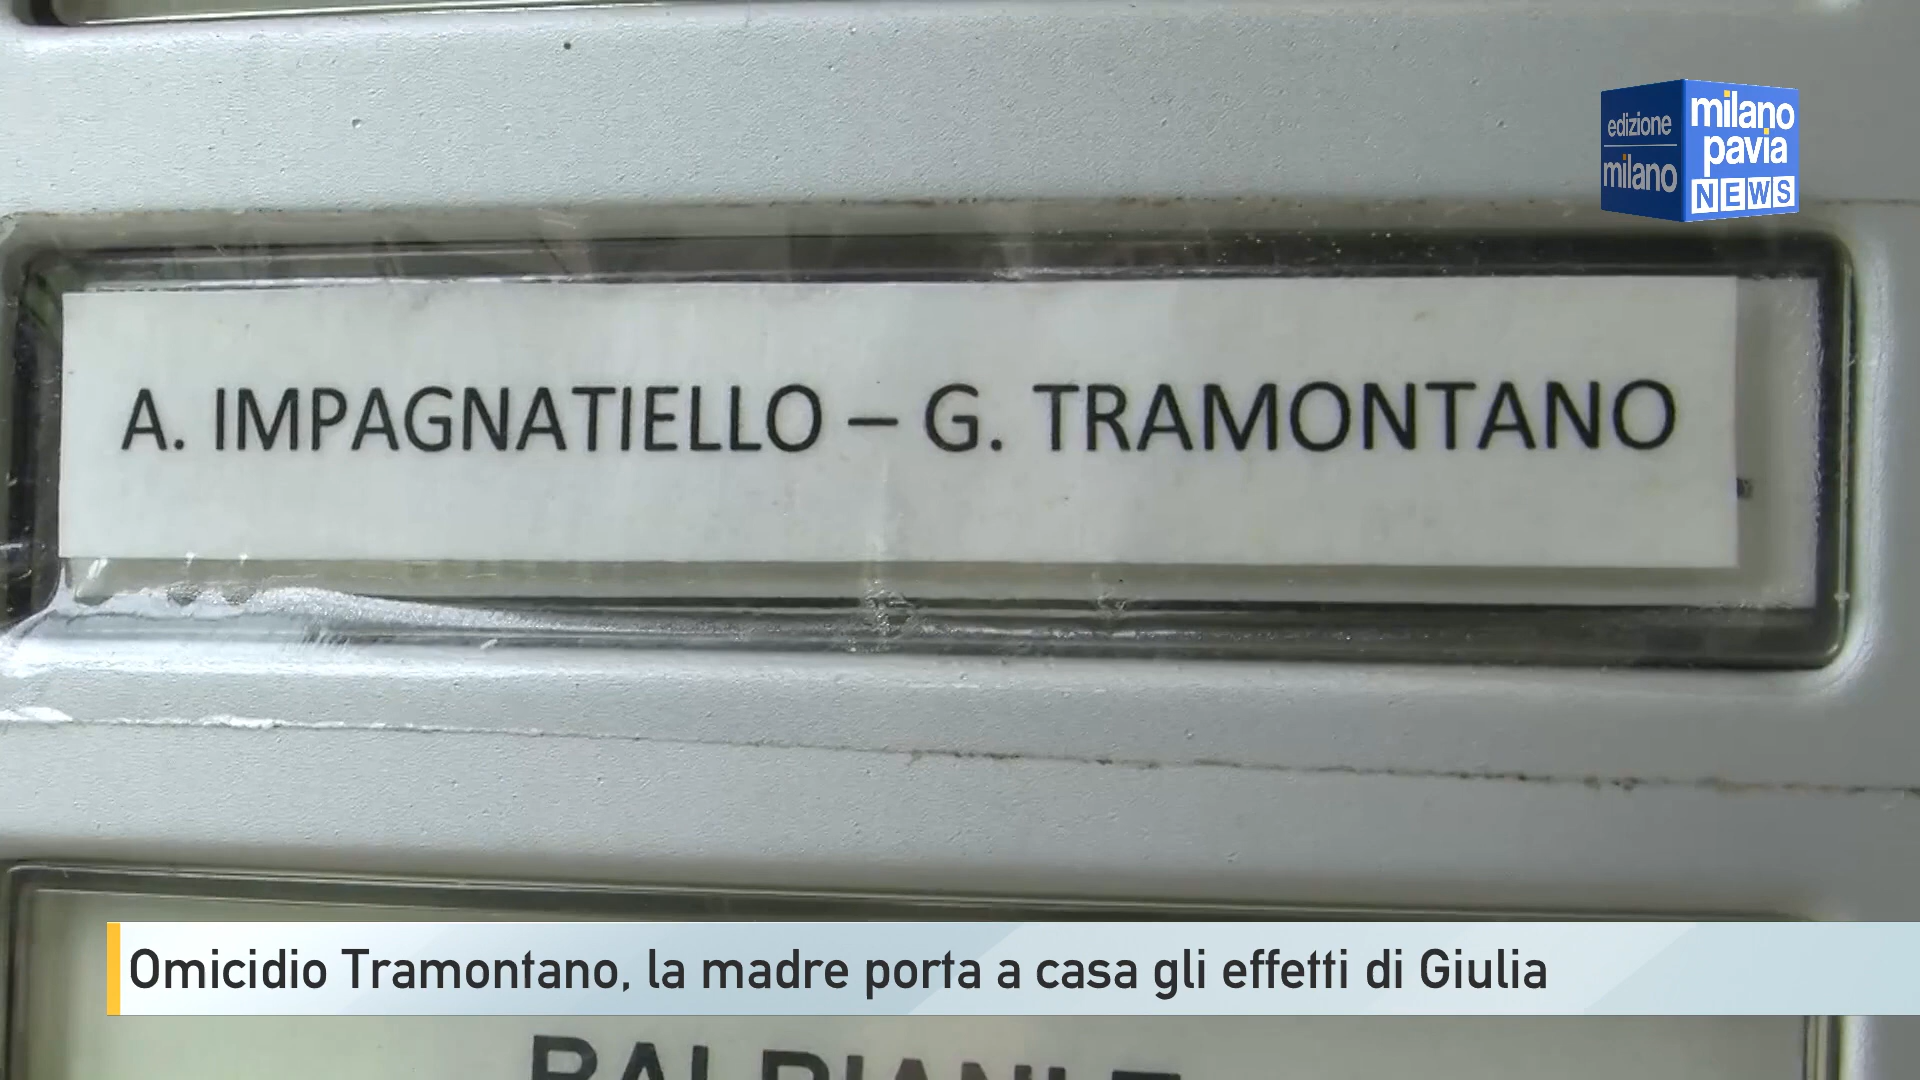 edizione
milano
milano
pavia
NEWS
A. IMPAGNATIELLO – G. TRAMONTANO
Omicidio Tramontano, la madre porta a casa gli effetti di Giulia